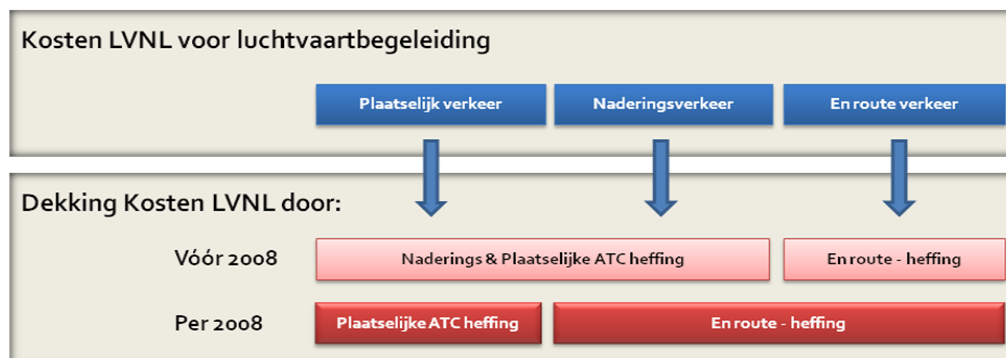 Kosten LVNL voor luchtvaartbegeleiding
Plaatselijk verkeer Naderingsverkeer En route verkeer
Dekking Kosten LVNL door:
Vóór 2008 Naderings & Plaatselijke ATC heffing En route - heffing
Per 2008 Plaatselijke ATC heffing En route - heffing